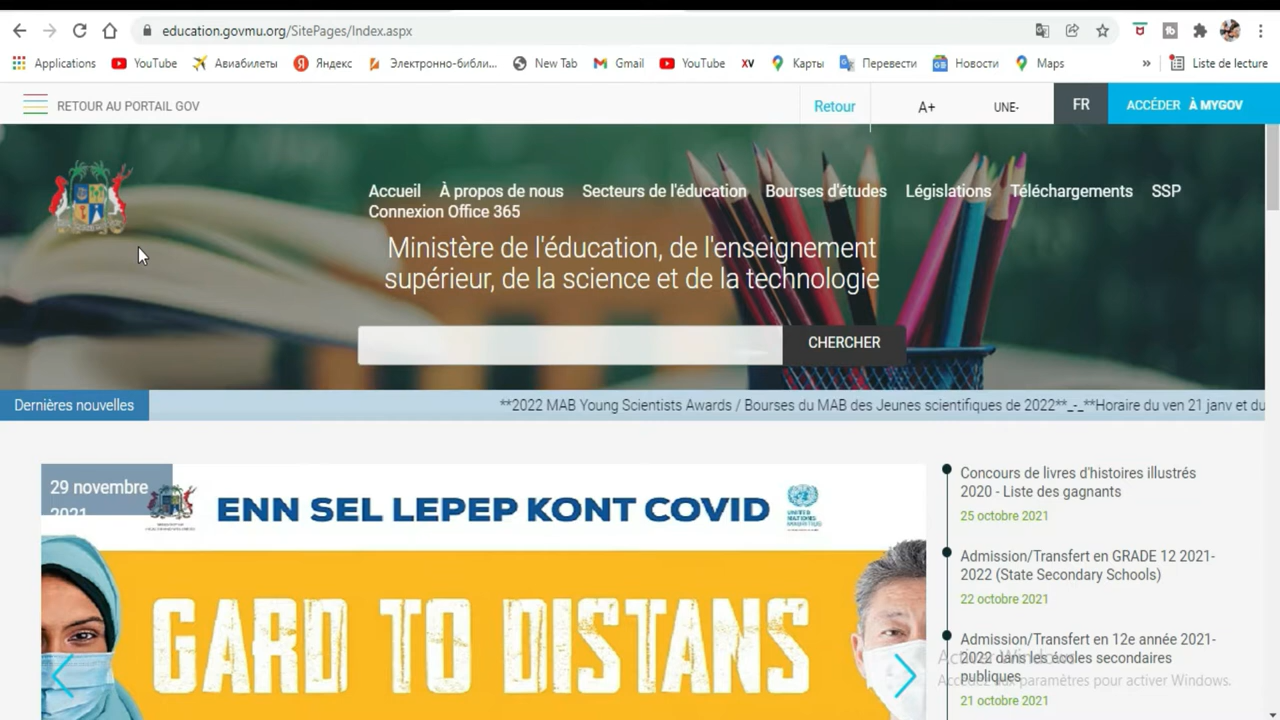 education.govmu.org/SitePages/Index.aspx
Applications YouTube Авиабилеты Яндекс Электронно-библи... New Tab Gmail YouTube XV Карты Перевести Новости Maps » Liste de lecture
RETOUR AU PORTAIL GOV Retour A+ UNE- FR ACCÉDER À MYGOV
Accueil À propos de nous Secteurs de l'éducation Bourses d'études Législations Téléchargements SSP
Connexion Office 365
Ministère de l'éducation, de l'enseignement
supérieur, de la science et de la technologie
CHERCHER
Dernières nouvelles **2022 MAB Young Scientists Awards / Bourses du MAB des Jeunes scientifiques de 2022**_-_**Horaire du ven 21 janv et du
29 novembre
2021
ENN SEL LEPEP KONT COVID
UNITED
NATIONS
GARD TO DISTANS
Concours de livres d'histoires illustrés
2020 - Liste des gagnants
25 octobre 2021
Admission/Transfert en GRADE 12 2021-
2022 (State Secondary Schools)
22 octobre 2021
Admission/Transfert en 12e année 2021-
2022 dans les écoles secondaires
publiques
21 octobre 2021
Activer Windows
Accédez aux paramètres pour activer Windows.